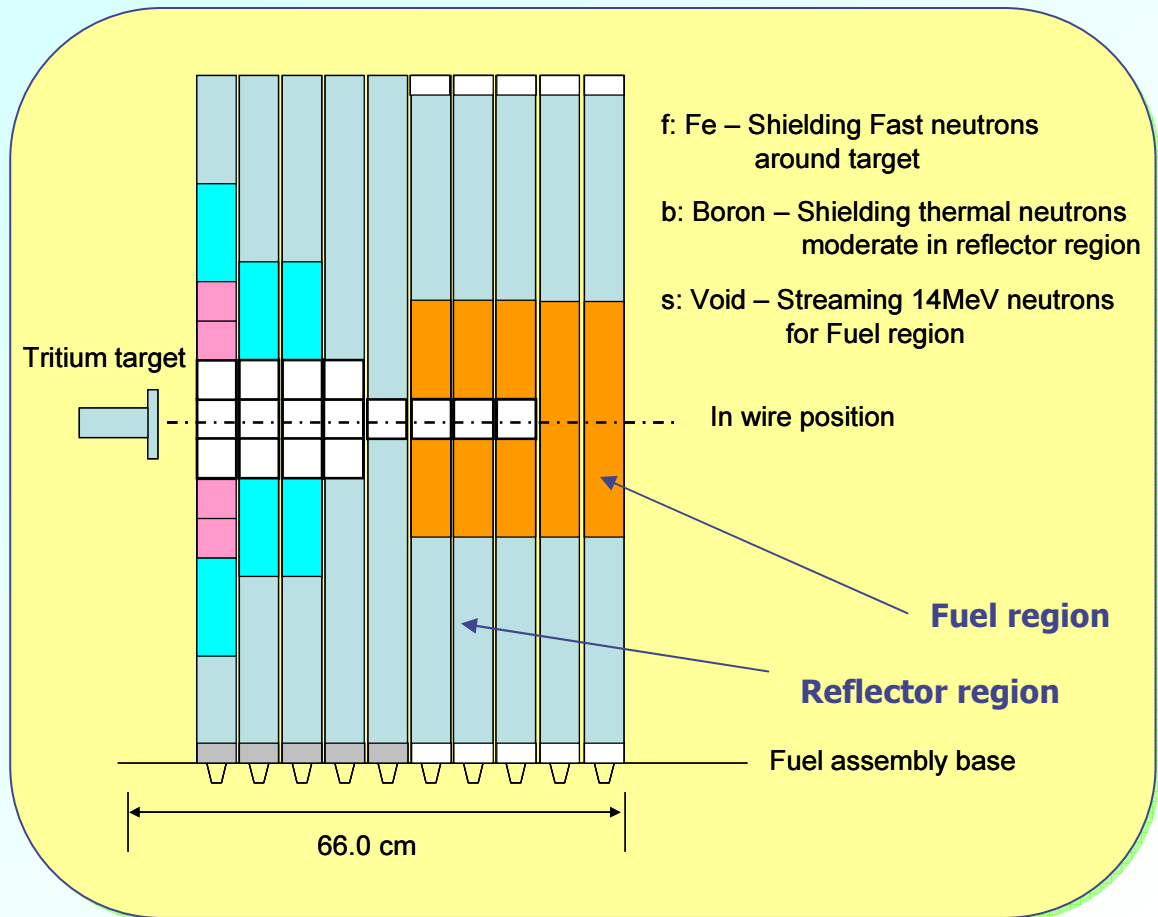 f: Fe – Shielding Fast neutrons
around target
b: Boron – Shielding thermal neutrons
moderate in reflector region
s: Void – Streaming 14MeV neutrons
for Fuel region
Tritium target
In wire position
Fuel region
Reflector region
Fuel assembly base
66.0 cm